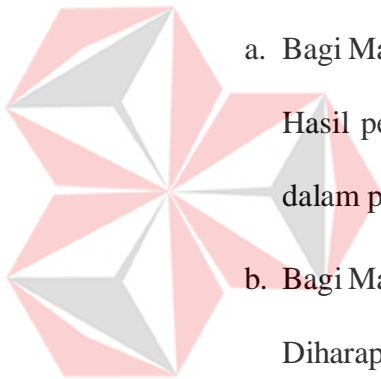 a. Bagi Ma
Hasil pe
dalam p
b. Bagi Ma
Diharap